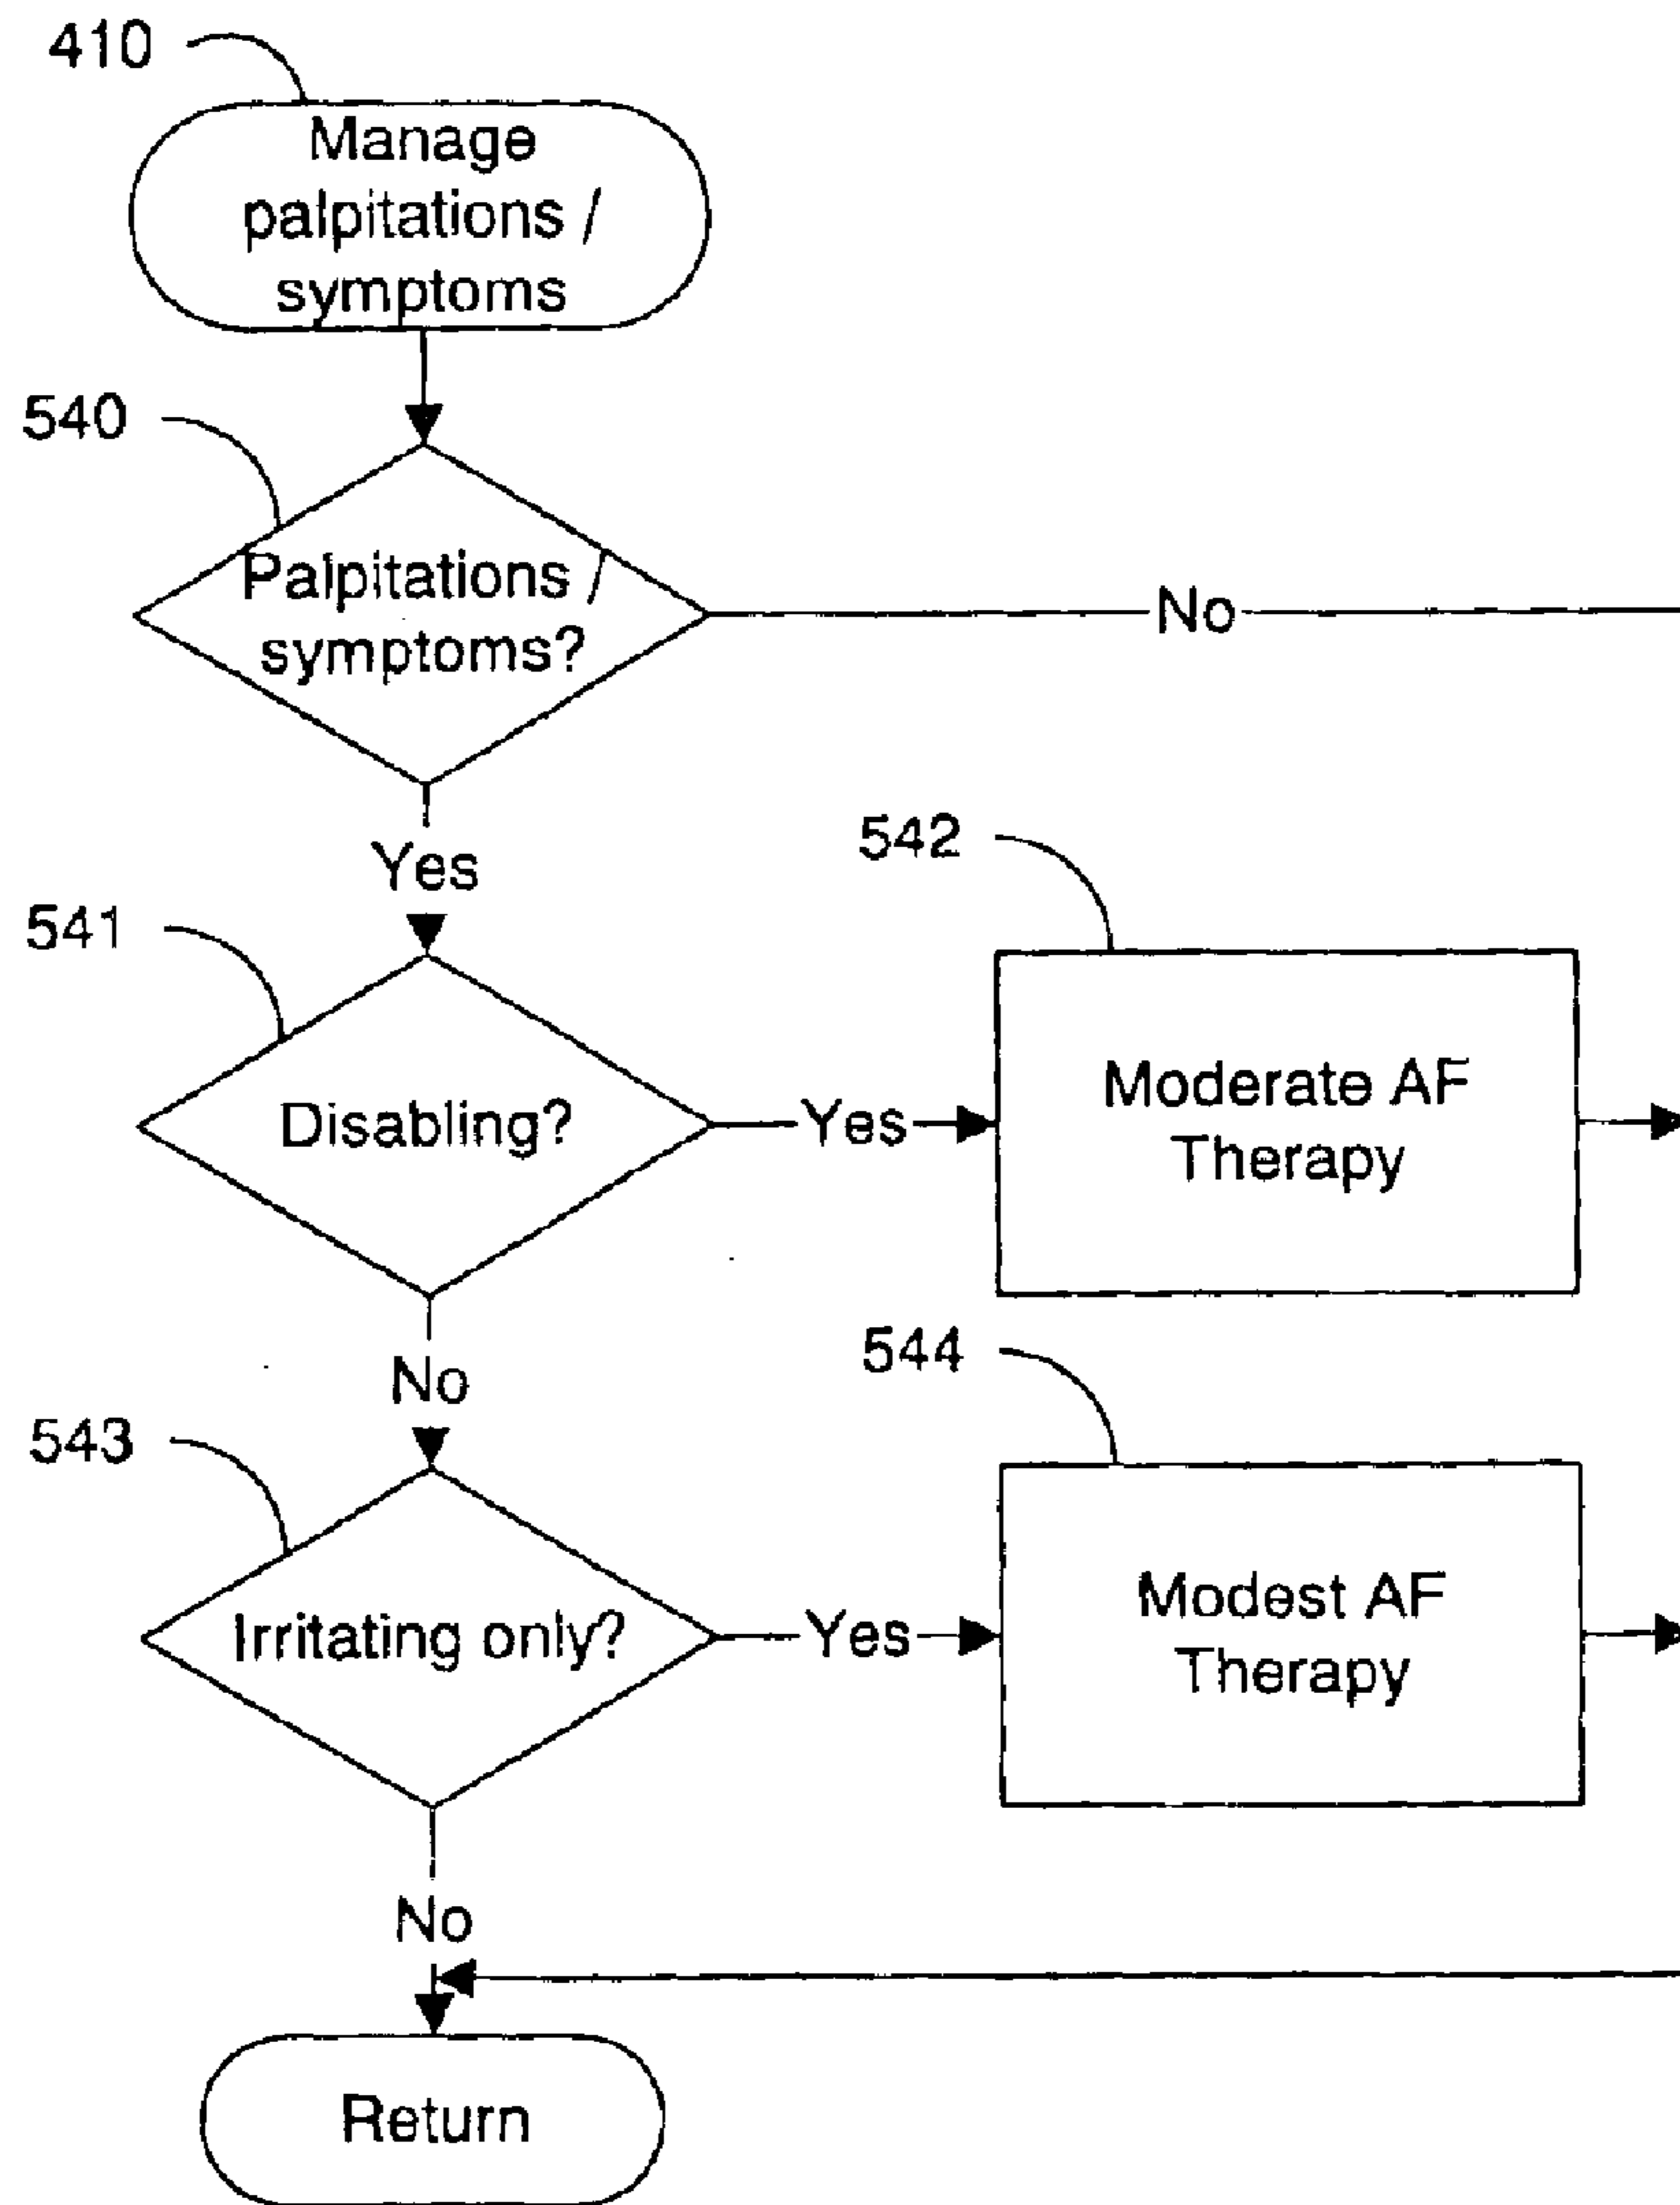 410
Manage
palpitations /
symptoms
540
Palpitations /
symptoms?
No
Yes
541
542
Disabling?
Yes
Moderate AF
Therapy
No
543
544
Irritating only?
Yes
Modest AF
Therapy
No
Return